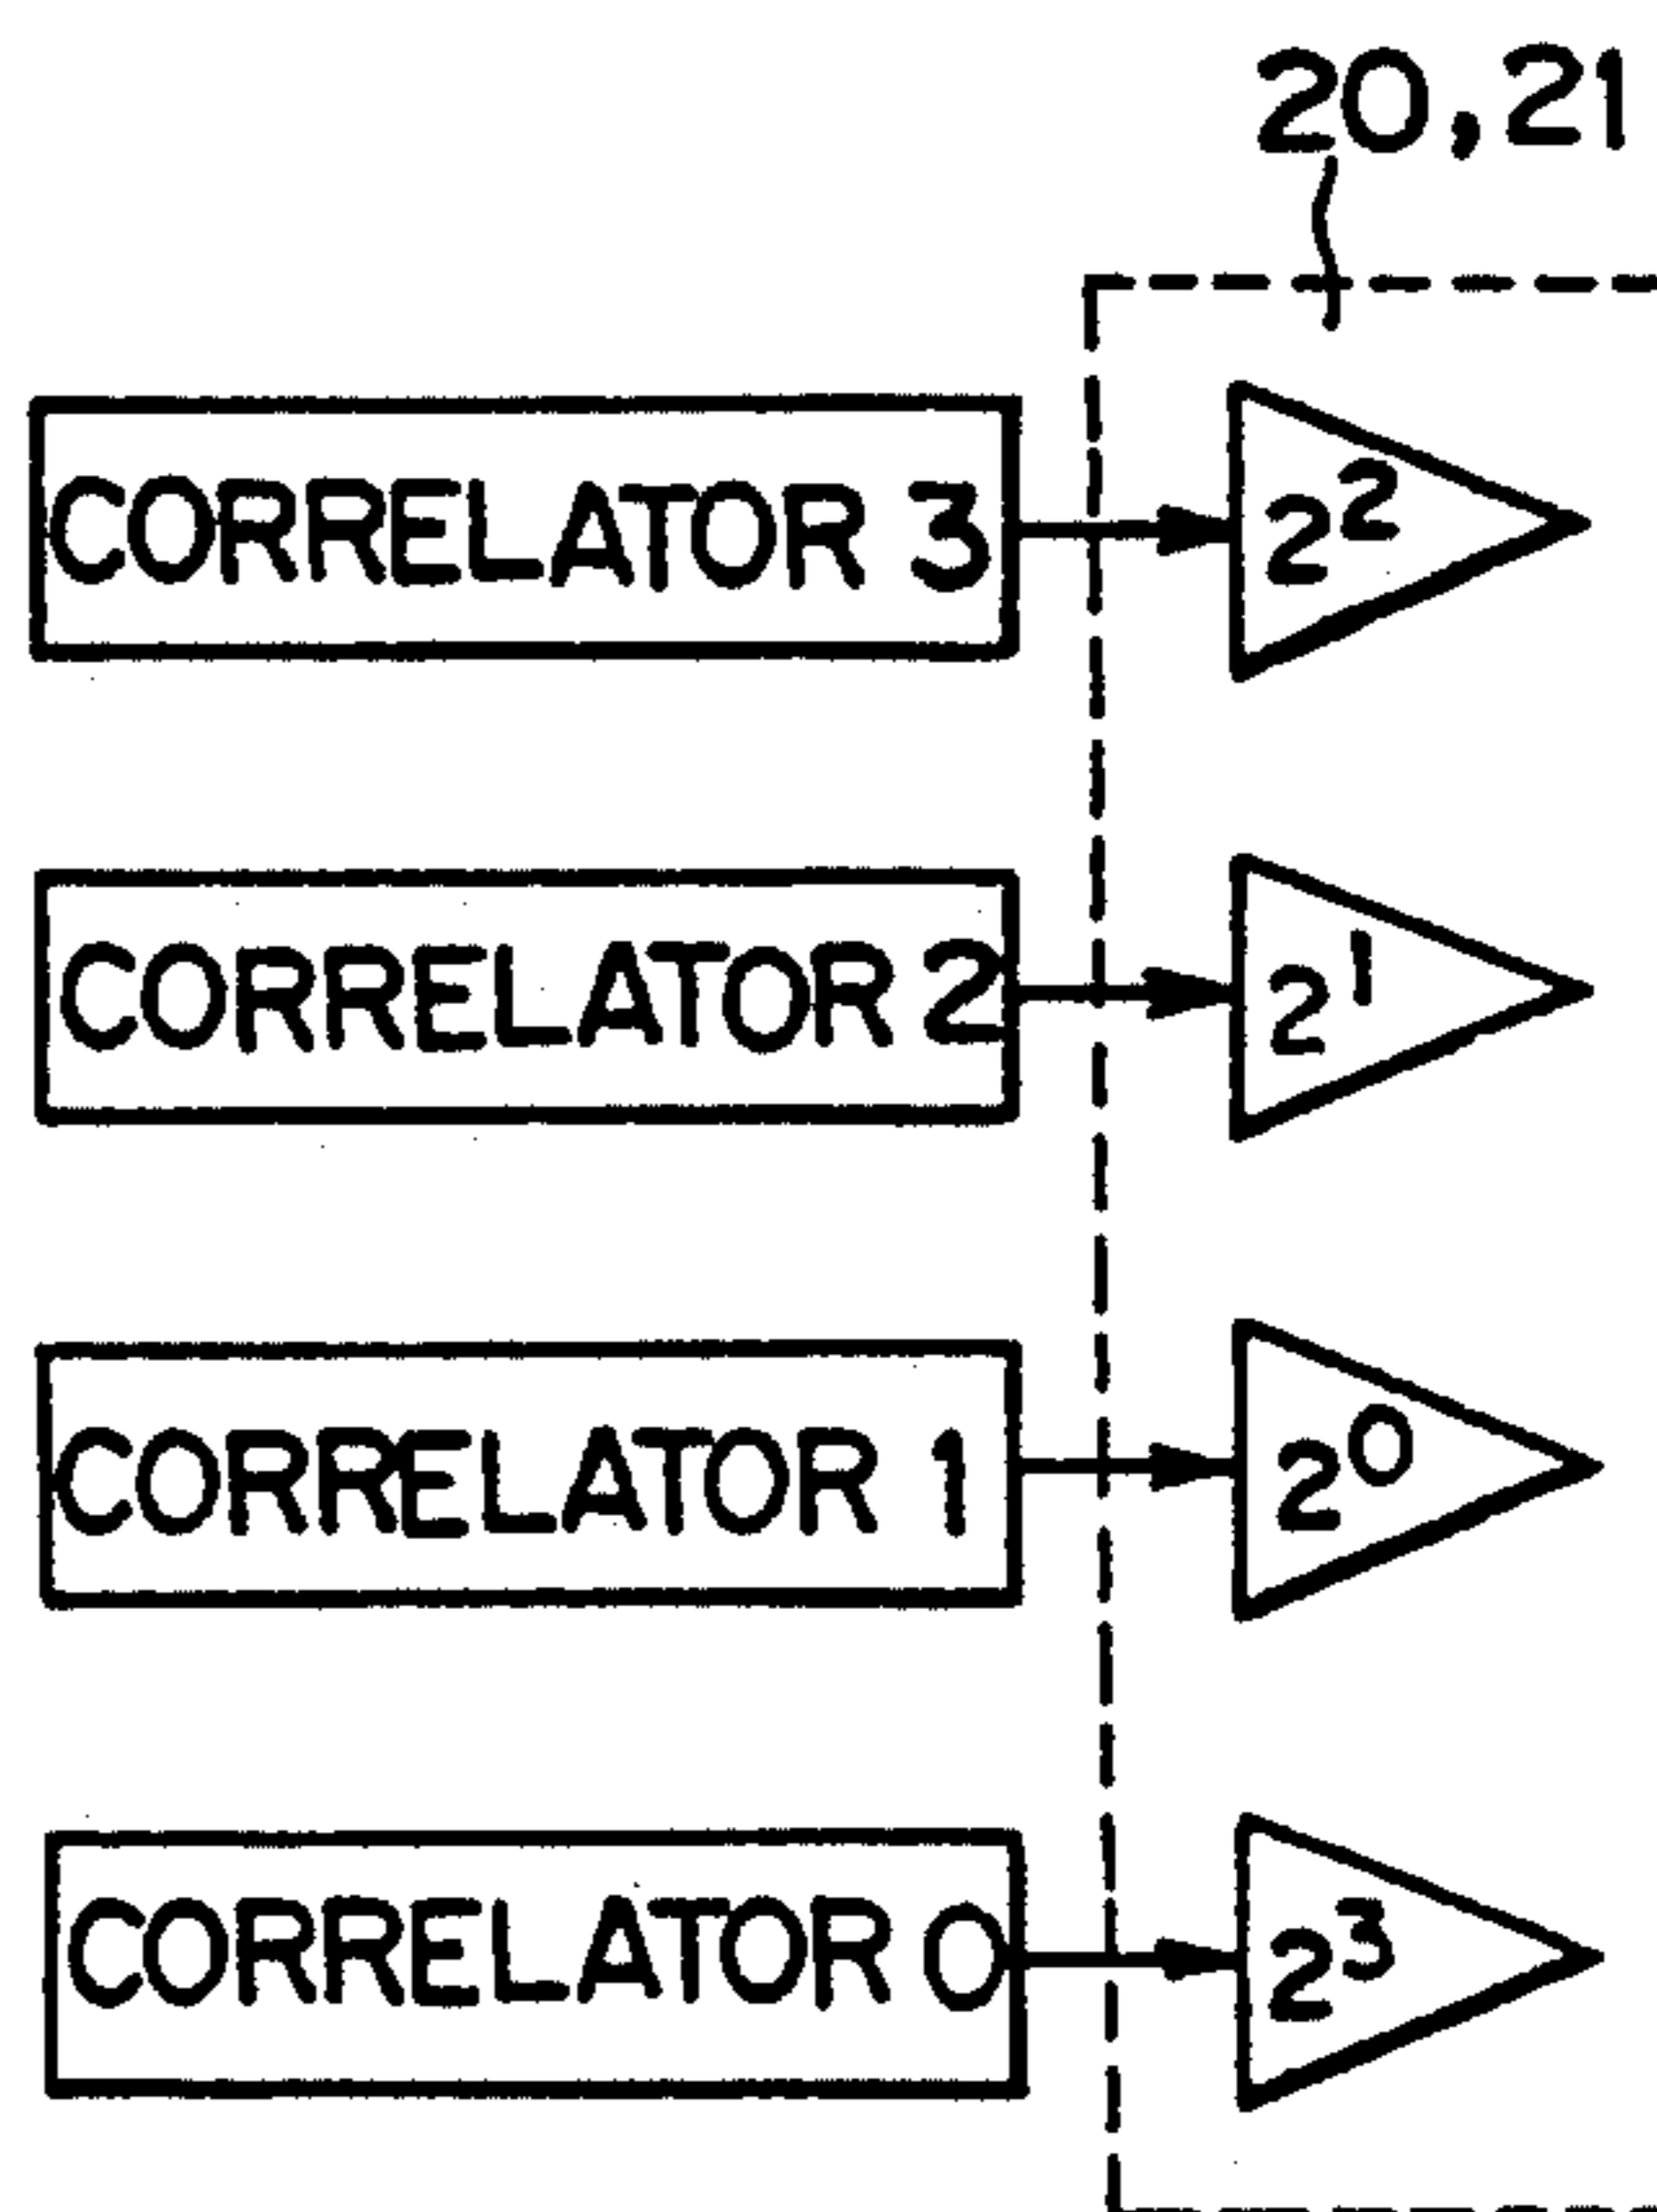 20,21
CORRELATOR 3 2²
CORRELATOR 2 2¹
CORRELATOR 1 2⁰
CORRELATOR 0 2³